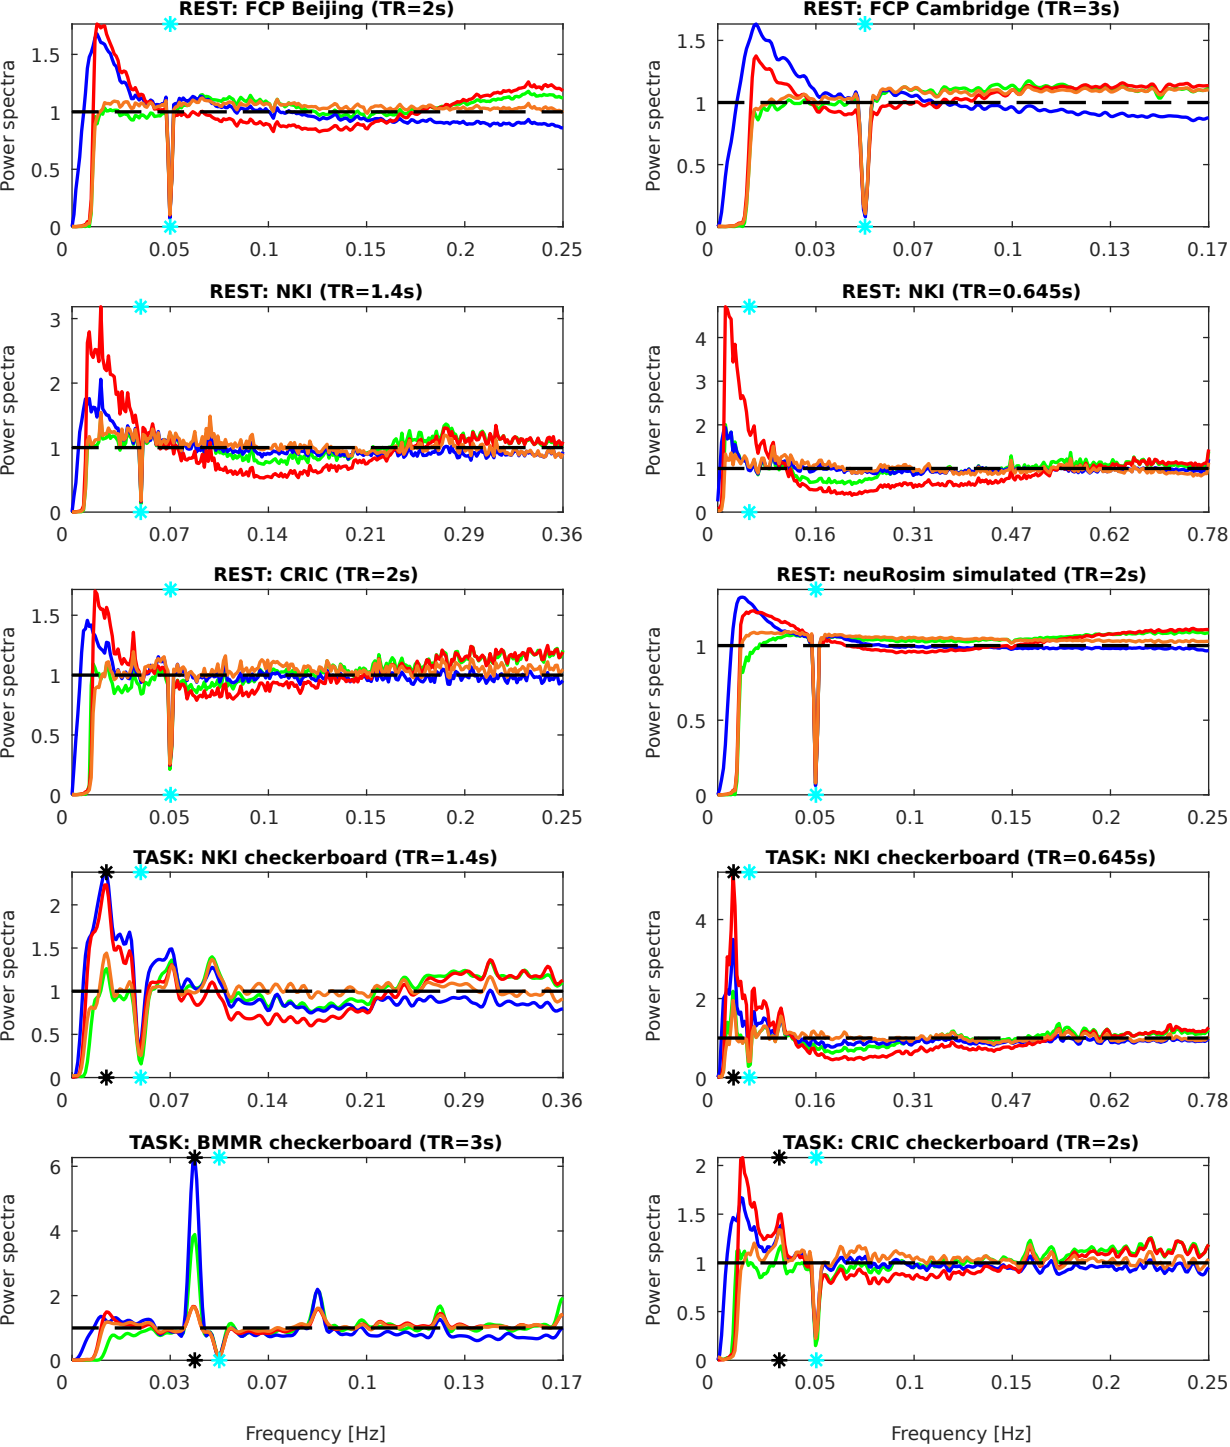 REST: FCP Beijing (TR=2s)
Power spectra
1.5
1
0.5
0
0 0.05 0.1 0.15 0.2 0.25
REST: FCP Cambridge (TR=3s)
Power spectra
1.5
1
0.5
0
0 0.03 0.07 0.1 0.13 0.17
REST: NKI (TR=1.4s)
Power spectra
3
2
1
0
0 0.07 0.14 0.21 0.29 0.36
REST: NKI (TR=0.645s)
Power spectra
4
3
2
1
0
0 0.16 0.31 0.47 0.62 0.78
REST: CRIC (TR=2s)
Power spectra
1.5
1
0.5
0
0 0.05 0.1 0.15 0.2 0.25
REST: neuRosim simulated (TR=2s)
Power spectra
1
0.5
0
0 0.05 0.1 0.15 0.2 0.25
TASK: NKI checkerboard (TR=1.4s)
Power spectra
2
1.5
1
0.5
0
0 0.07 0.14 0.21 0.29 0.36
TASK: NKI checkerboard (TR=0.645s)
Power spectra
4
2
0
0 0.16 0.31 0.47 0.62 0.78
TASK: BMMR checkerboard (TR=3s)
Power spectra
6
4
2
0
0 0.03 0.07 0.1 0.13 0.17
Frequency [Hz]
TASK: CRIC checkerboard (TR=2s)
Power spectra
2
1.5
1
0.5
0
0 0.05 0.1 0.15 0.2 0.25
Frequency [Hz]